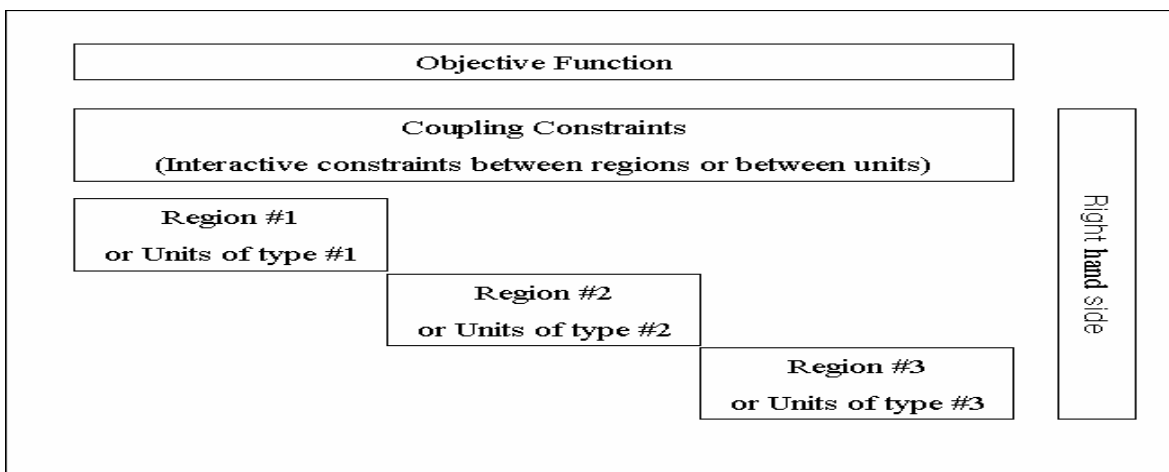 Objective Function
Coupling Constraints
(Interactive constraints between regions or between units)
Region #1
or Units of type #1
Region #2
or Units of type #2
Region #3
or Units of type #3
Right hand side